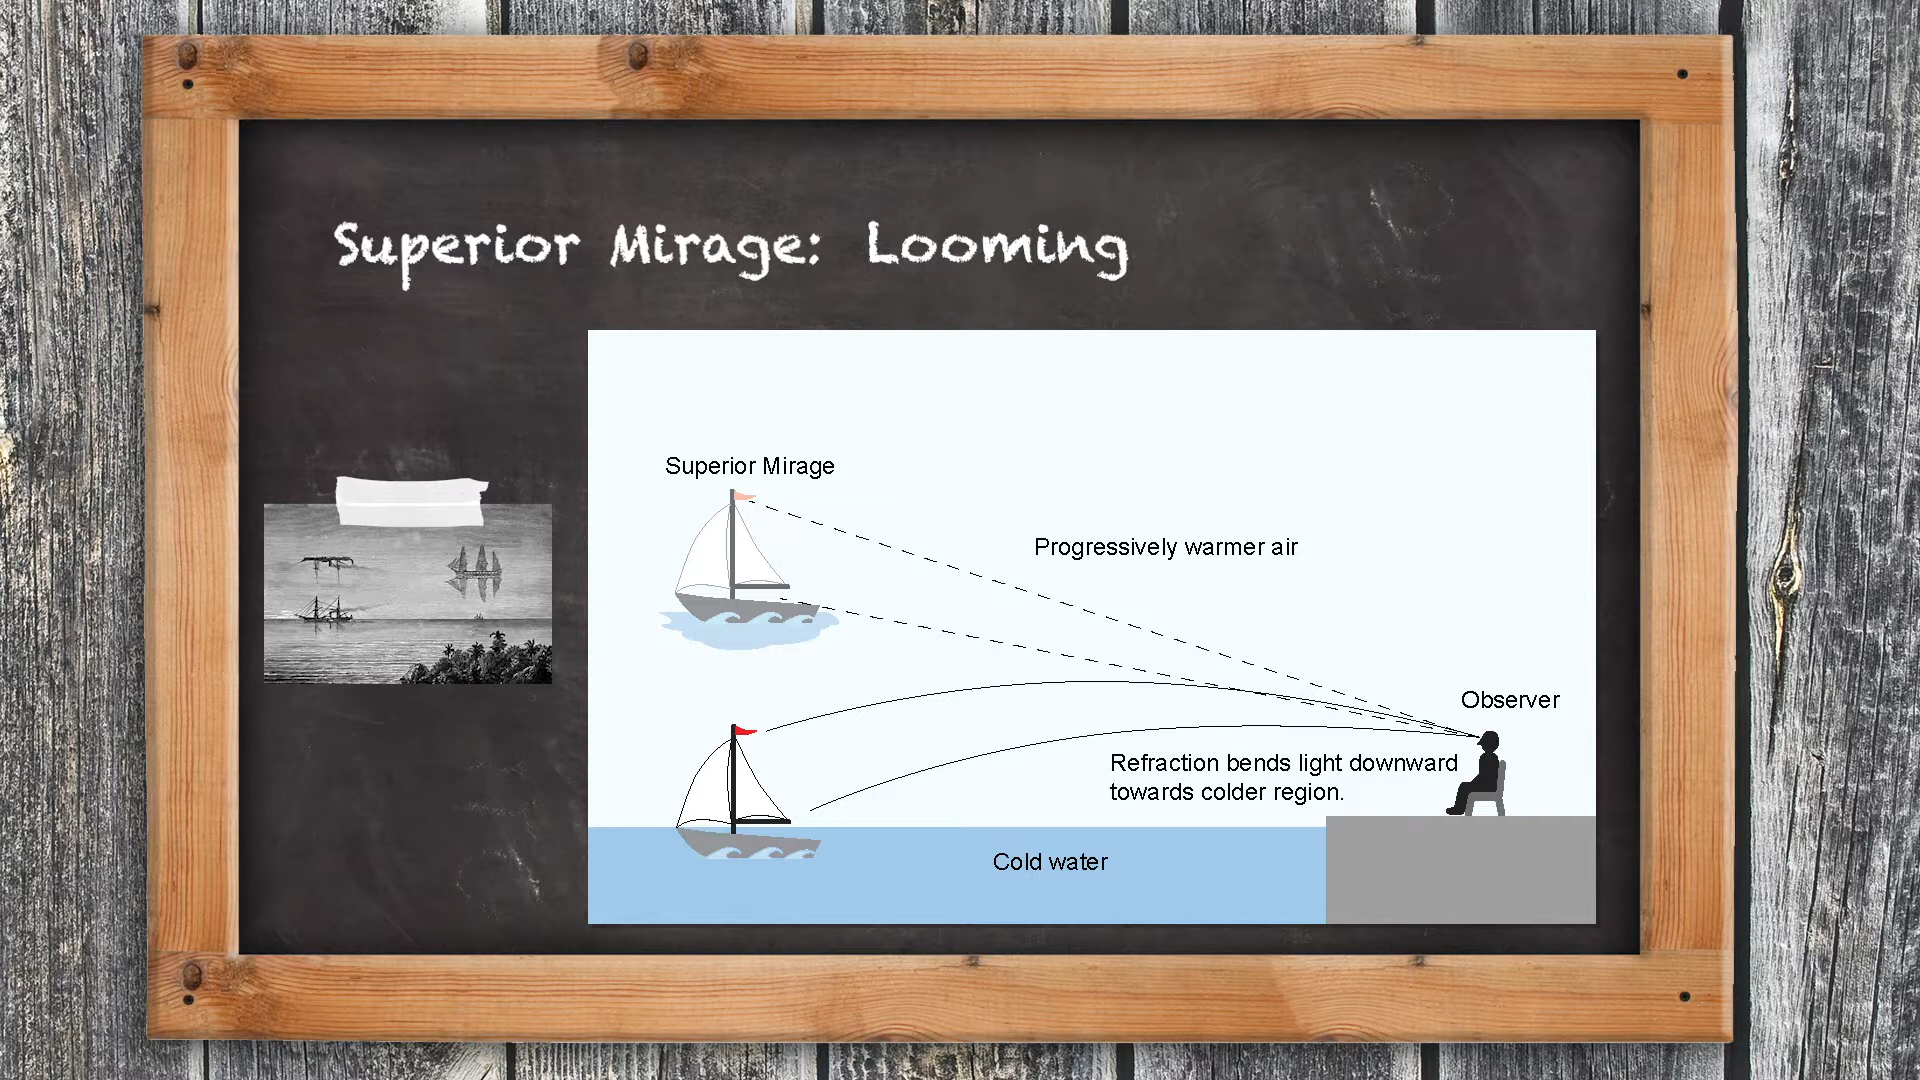 Superior Mirage: Looming
Superior Mirage
Progressively warmer air
Observer
Refraction bends light downward
towards colder region.
Cold water